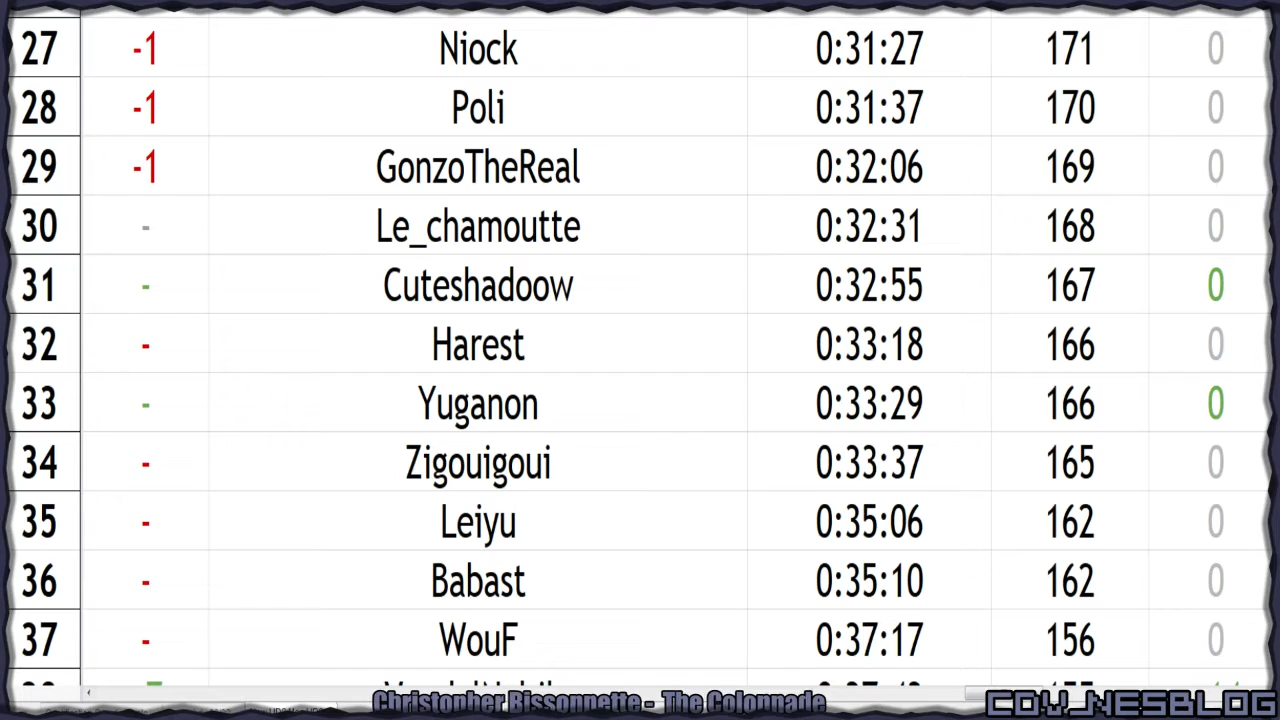 27 -1 Niock 0:31:27 171 0
28 -1 Poli 0:31:37 170 0
29 -1 GonzoTheReal 0:32:06 169 0
30 - Le_chamoutte 0:32:31 168 0
31 - Cuteshadoow 0:32:55 167 0
32 - Harest 0:33:18 166 0
33 - Yuganon 0:33:29 166 0
34 - Zigouigoui 0:33:37 165 0
35 - Leiyu 0:35:06 162 0
36 - Babast 0:35:10 162 0
37 - WouF 0:37:17 156 0
Christopher Bissonnette - The Colonnade
COV_NESBLOG